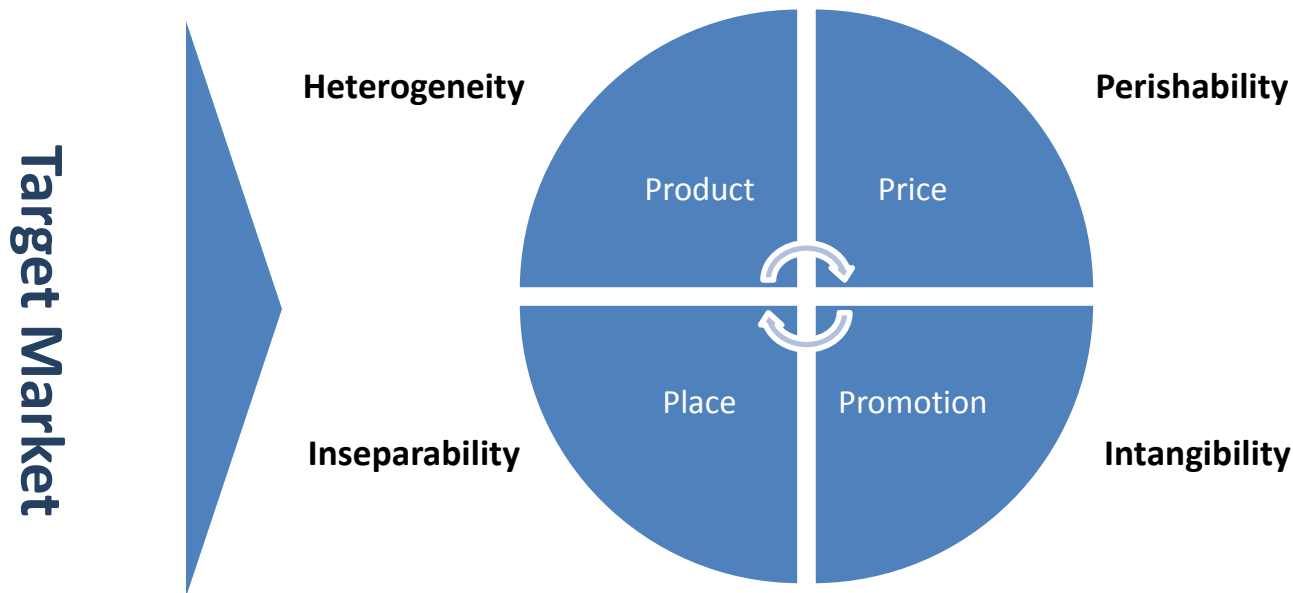 Target Market
Heterogeneity
Perishability
Product
Price
Place
Promotion
Inseparability
Intangibility